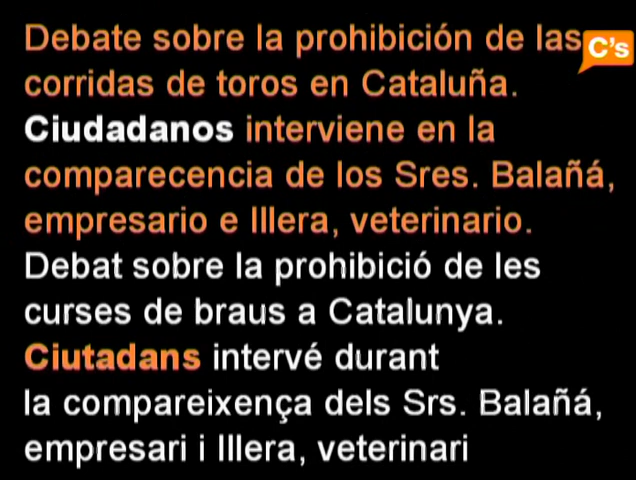 Debate sobre la prohibición de las
C's
corridas de toros en Cataluña.
Ciudadanos interviene en la
comparecencia de los Sres. Balañá,
empresario e Illera, veterinario.
Debat sobre la prohibició de les
curses de braus a Catalunya.
Ciutadans intervé durant
la compareixença dels Srs. Balañá,
empresari i Illera, veterinari